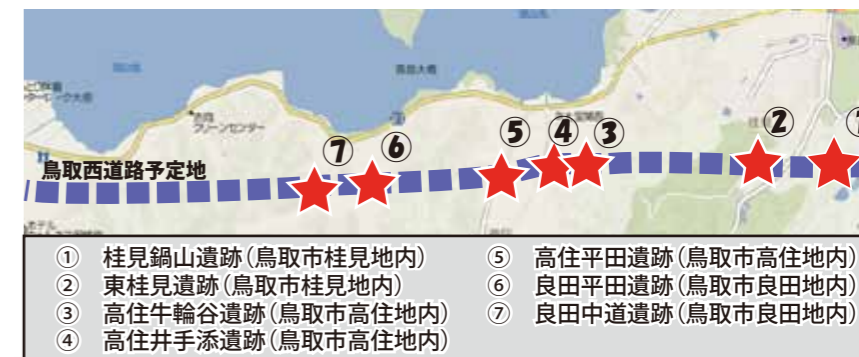 ⑦
⑥
⑤
④
③
②
鳥取西道路予定地
① 桂見鍋山遺跡(鳥取市桂見地内)
② 東桂見遺跡(鳥取市桂見地内)
③ 高住牛輪谷遺跡(鳥取市高住地内)
④ 高住井手添遺跡(鳥取市高住地内)
⑤ 高住平田遺跡(鳥取市高住地内)
⑥ 良田平田遺跡(鳥取市良田地内)
⑦ 良田中道遺跡(鳥取市良田地内)